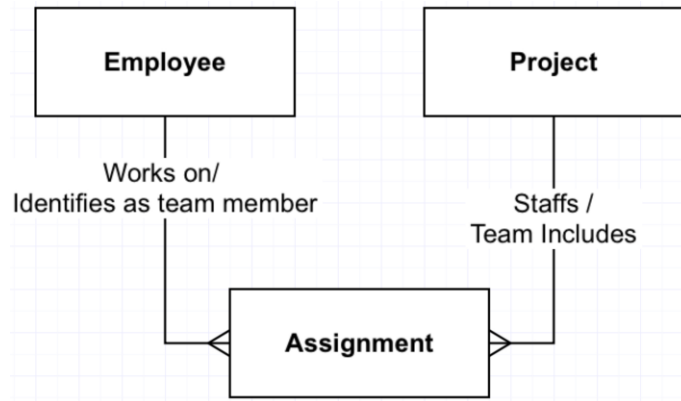 Employee
Project
Works on/
Identifies as team member
Staffs /
Team Includes
Assignment